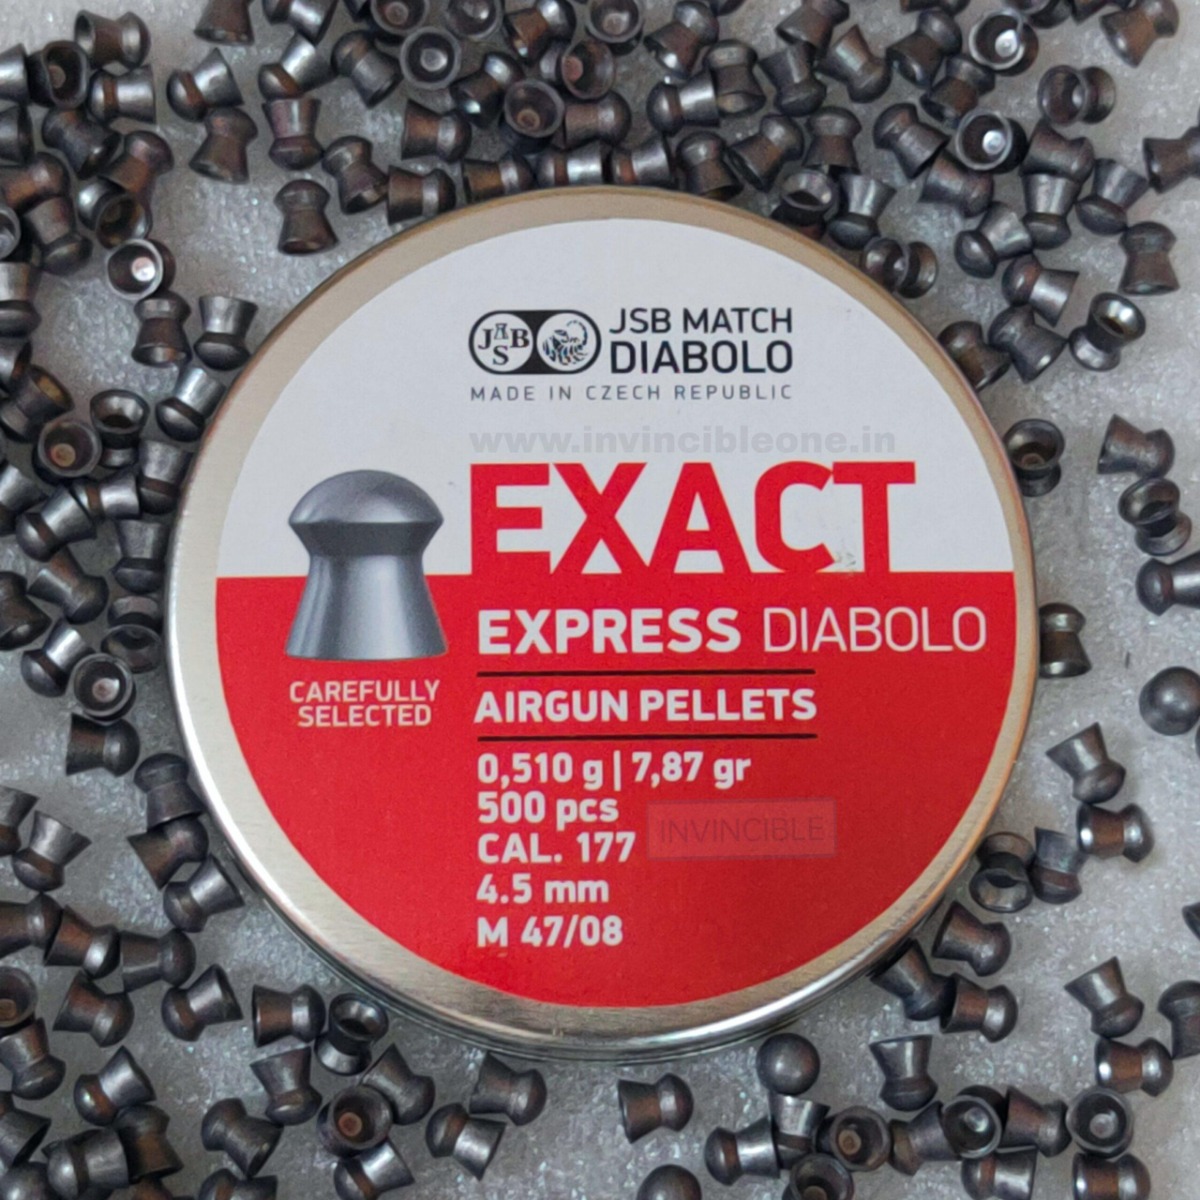 JSB
JSB MATCH
DIABOLO
MADE IN CZECH REPUBLIC
www.invincibleone.in
EXACT
EXPRESS DIABOLO
CAREFULLY
SELECTED
AIRGUN PELLETS
0,510 g | 7,87 gr
500 pcs
INVINCIBLE
CAL. 177
4.5 mm
M 47/08